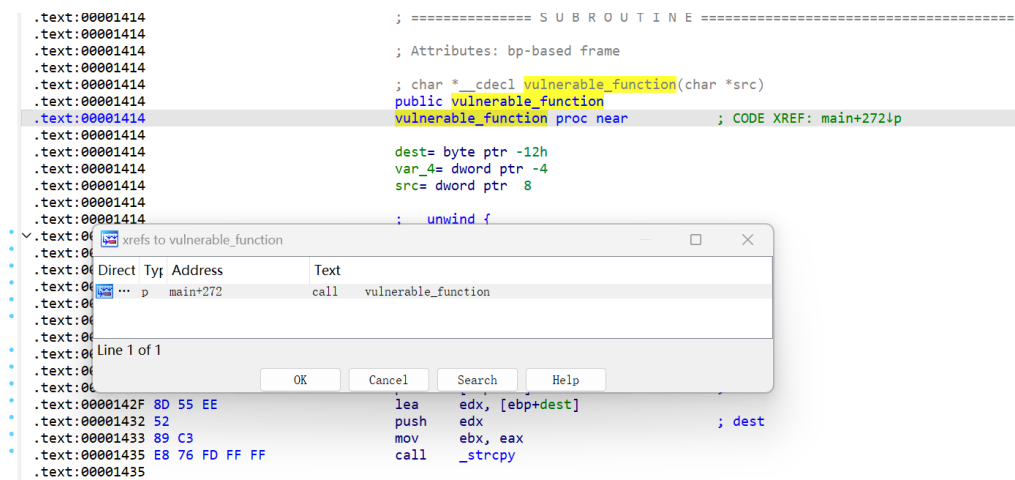 .text:00001414 ; =============== S U B R O U T I N E =======================================
.text:00001414
.text:00001414 ; Attributes: bp-based frame
.text:00001414
.text:00001414 ; char *__cdecl vulnerable_function(char *src)
.text:00001414 public vulnerable_function
.text:00001414 vulnerable_function proc near ; CODE XREF: main+272↓p
.text:00001414
.text:00001414 dest= byte ptr -12h
.text:00001414 var_4= dword ptr -4
.text:00001414 src= dword ptr 8
.text:00001414
.text:00001414 ; unwind {
xrefs to vulnerable_function
Direct Typ Address Text
... p main+272 call vulnerable_function
Line 1 of 1
OK Cancel Search Help
.text:0000142F 8D 55 EE lea edx, [ebp+dest]
.text:00001432 52 push edx ; dest
.text:00001433 89 C3 mov ebx, eax
.text:00001435 E8 76 FD FF FF call _strcpy
.text:00001435